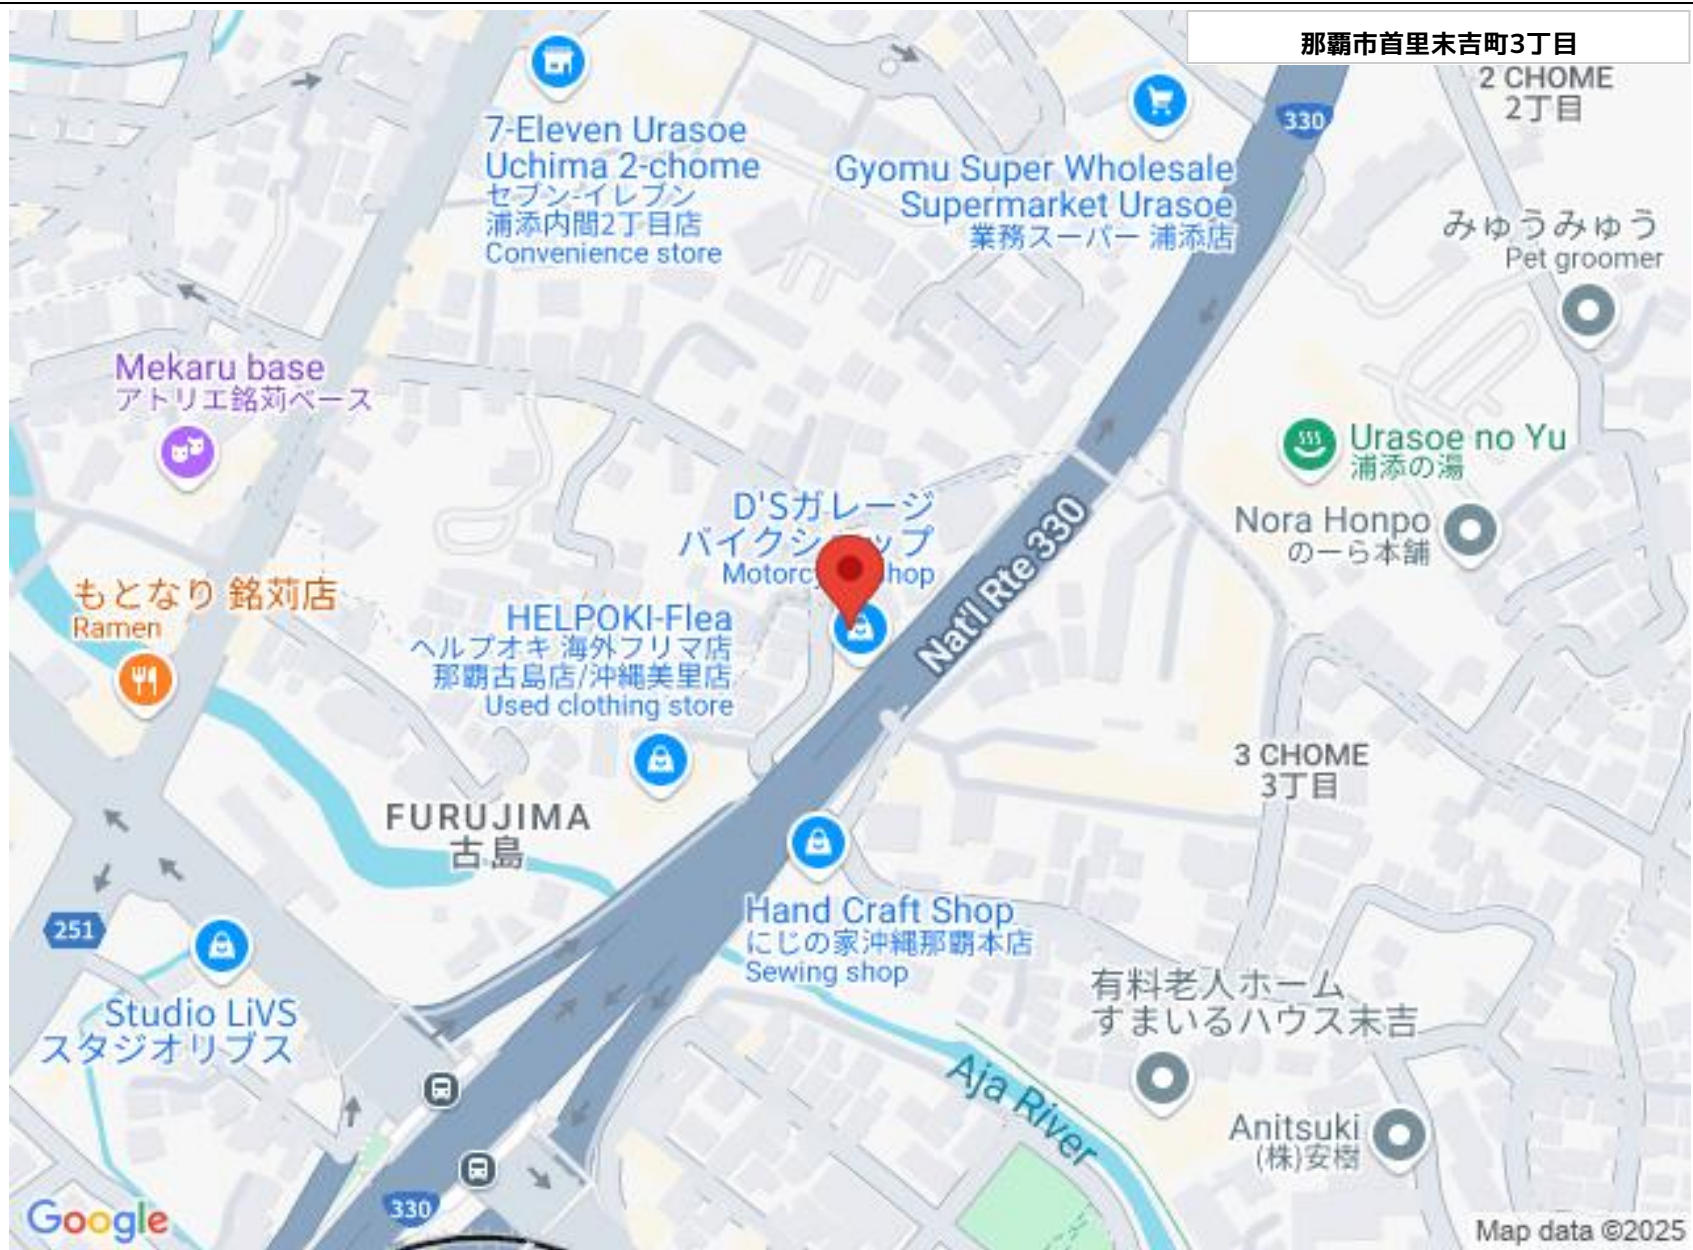 那覇市首里末吉町3丁目
2 CHOME
2丁目
330
7-Eleven Urasoe
Uchima 2-chome
セブン-イレブン
浦添内間2丁目店
Convenience store
Gyomu Super Wholesale
Supermarket Urasoe
業務スーパー 浦添店
みゅうみゅう
Pet groomer
Mekaru base
アトリエ銘苅ベース
Urasoe no Yu
浦添の湯
D'Sガレージ
Nat'l Rte 330
Nora Honpo
のーら本舗
もとなり 銘苅店
Ramen
HELPOKI-Flea
ヘルプオキ 海外フリマ店
那覇古島店/沖縄美里店
Used clothing store
3 CHOME
3丁目
FURUJIMA
古島
251
Hand Craft Shop
にじの家沖縄那覇本店
Sewing shop
Studio LiVS
スタジオリブス
有料老人ホーム
すまいるハウス末吉
Aja River
Anitsuki
(株)安樹
330
Google
Map data ©2025